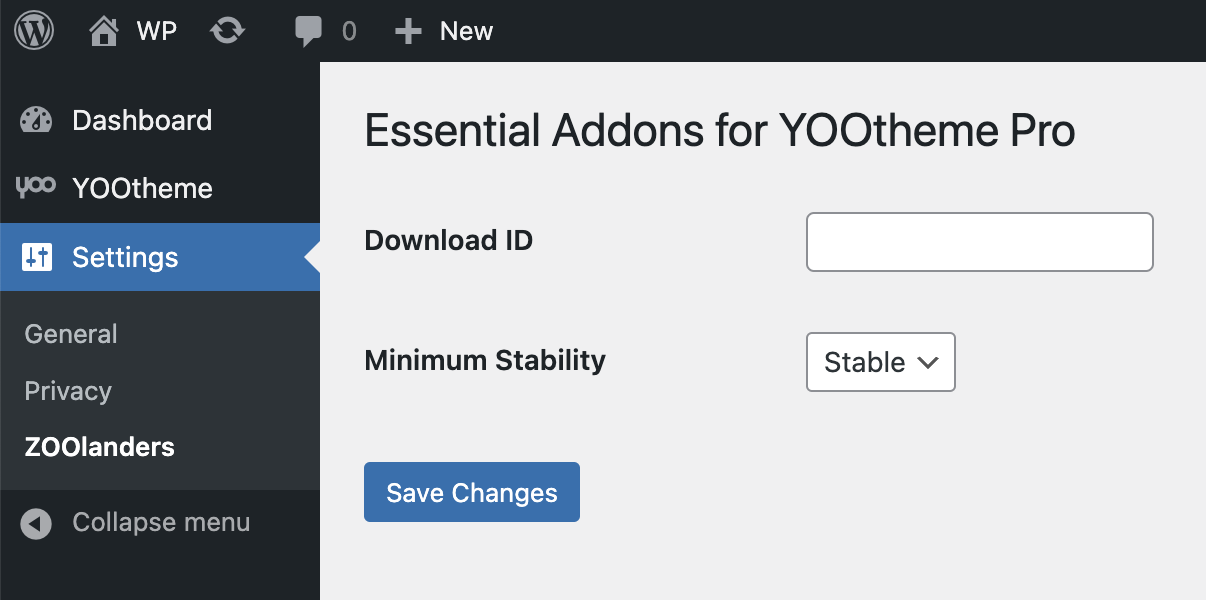 WP 0 New
Dashboard
yoo YOOtheme
Settings
General
Privacy
ZOOlanders
Collapse menu
Essential Addons for YOOtheme Pro
Download ID
Minimum Stability
Stable
Save Changes